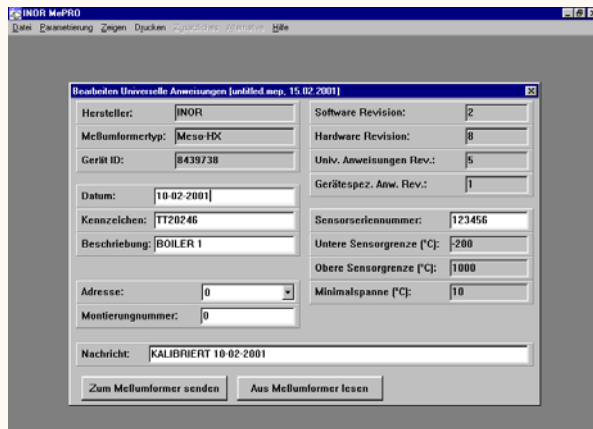 INOR MePRO
Datei Parametrierung Zeigen Drucken Zusätzliches Alternative Hilfe
Bearbeiten Universelle Anweisungen [untitled.mep, 15.02.2001]
Hersteller: INOR
Meßumformertyp: Meso-HX
Gerät ID: 8439738
Datum: 10-02-2001
Kennzeichen: TT20246
Beschriebung: BOILER 1
Adresse: 0
Montierungnummer: 0
Software Revision: 2
Hardware Revision: 8
Univ. Anweisungen Rev.: 5
Gerätespez. Anw. Rev.: 1
Sensorseriennummer: 123456
Untere Sensorgrenze (°C): -200
Obere Sensorgrenze (°C): 1000
Minimalspanne (°C): 10
Nachricht: KALIBRIERT 10-02-2001
Zum Meßumformer senden Aus Meßumformer lesen